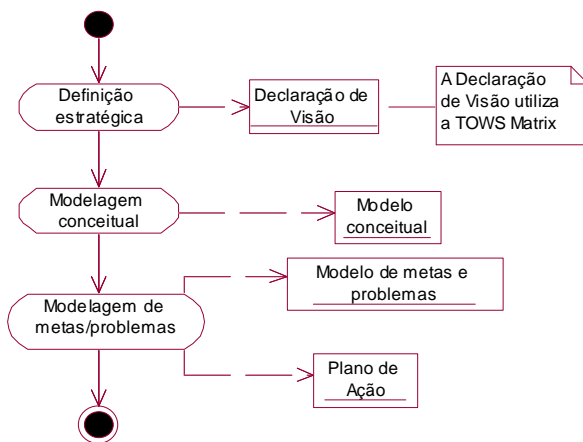 Definição
estratégica
Declaração de
Visão
A Declaração
de Visão utiliza
a TOWS Matrix
Modelagem
conceitual
Modelo
conceitual
Modelagem de
metas/problemas
Modelo de metas e
problemas
Plano de
Ação